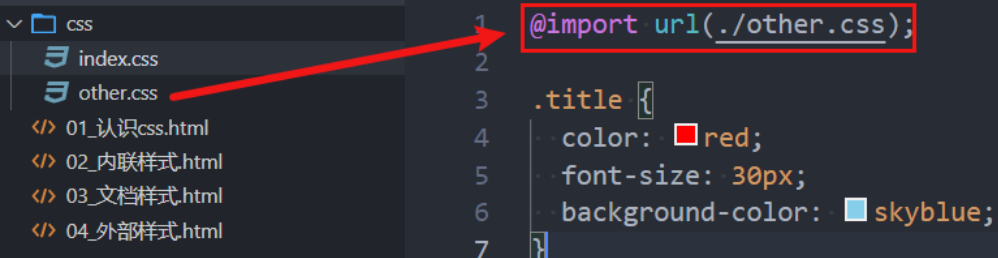 css
index.css
other.css
01_认识css.html
02_内联样式.html
03_文档样式.html
04_外部样式.html
1 @import url(./other.css);
2
3 .title {
4 color: red;
5 font-size: 30px;
6 background-color: skyblue;
7 }